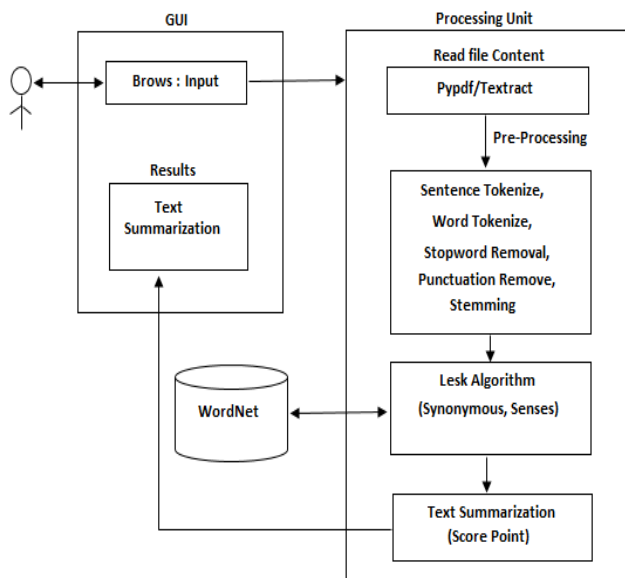 GUI
Brows : Input
Results
Text
Summarization
WordNet
Processing Unit
Read file Content
Pypdf/Textract
Pre-Processing
Sentence Tokenize,
Word Tokenize,
Stopword Removal,
Punctuation Remove,
Stemming
Lesk Algorithm
(Synonymous, Senses)
Text Summarization
(Score Point)